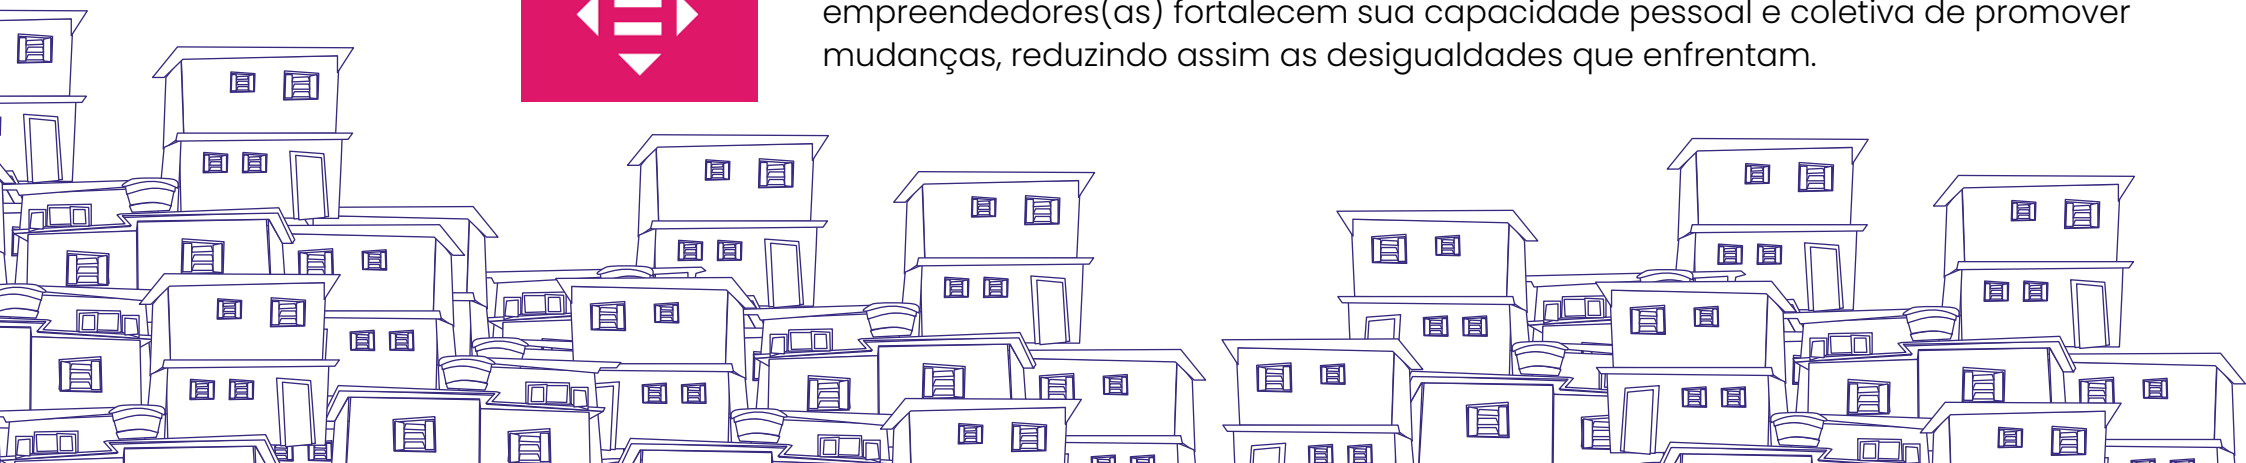 empreendedores(as) fortalecem sua capacidade pessoal e coletiva de promover
mudanças, reduzindo assim as desigualdades que enfrentam.